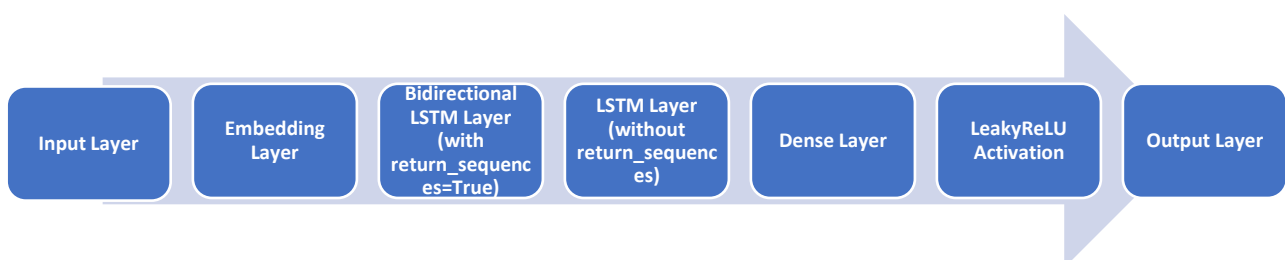 Input Layer
Embedding
Layer
Bidirectional
LSTM Layer
(with
return_sequenc
es=True)
LSTM Layer
(without
return_sequenc
es)
Dense Layer
LeakyReLU
Activation
Output Layer